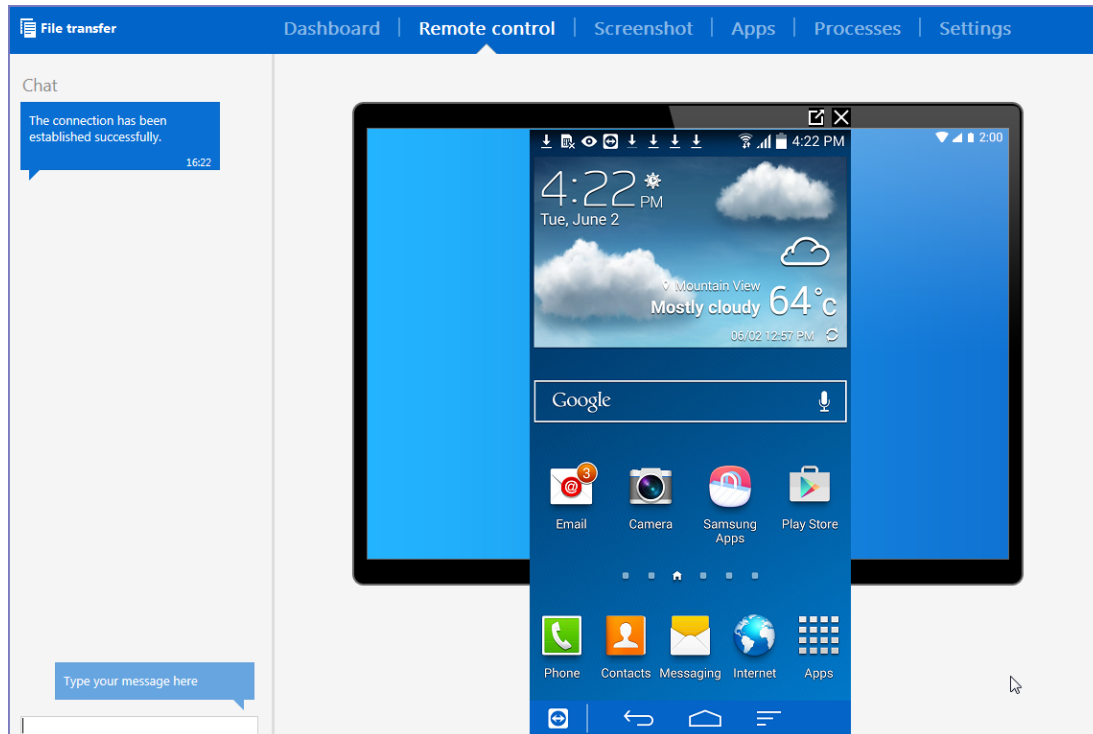 File transfer
Dashboard | Remote control | Screenshot | Apps | Processes | Settings
Chat
The connection has been
established successfully.
16:22
4:22 PM
2:00
4:22 PM
Tue, June 2
Mountain View
Mostly cloudy 64°c
06/02 12:57 PM
Google
3
@
Email Camera Samsung Play Store
Apps
Phone Contacts Messaging Internet Apps
Type your message here